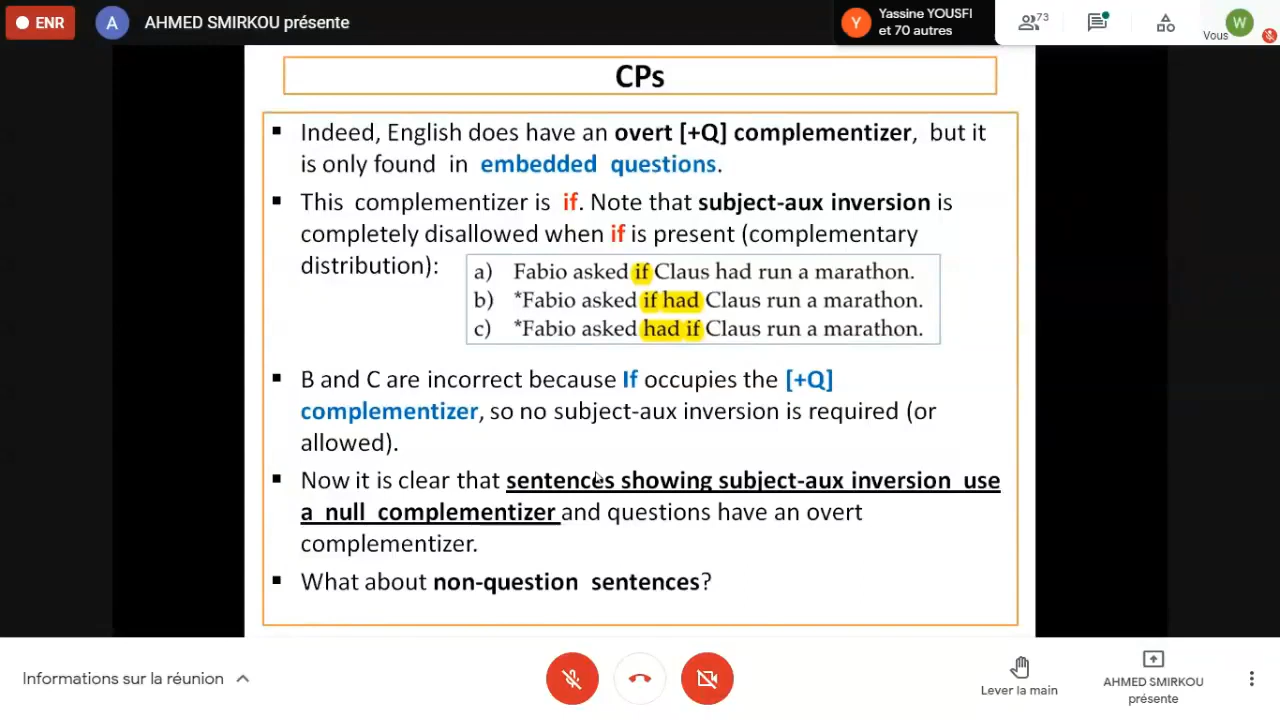 ENR
A
AHMED SMIRKOU présente
Y
Yassine YOUSFI
et 70 autres
73
Vous
W
CPs
▪ Indeed, English does have an overt [+Q] complementizer, but it
is only found in embedded questions.
▪ This complementizer is if. Note that subject-aux inversion is
completely disallowed when if is present (complementary
distribution):
a) Fabio asked if Claus had run a marathon.
b) *Fabio asked if had Claus run a marathon.
c) *Fabio asked had if Claus run a marathon.
▪ B and C are incorrect because If occupies the [+Q]
complementizer, so no subject-aux inversion is required (or
allowed).
▪ Now it is clear that sentences showing subject-aux inversion use
a null complementizer and questions have an overt
complementizer.
▪ What about non-question sentences?
Informations sur la réunion
Lever la main
AHMED SMIRKOU
présente